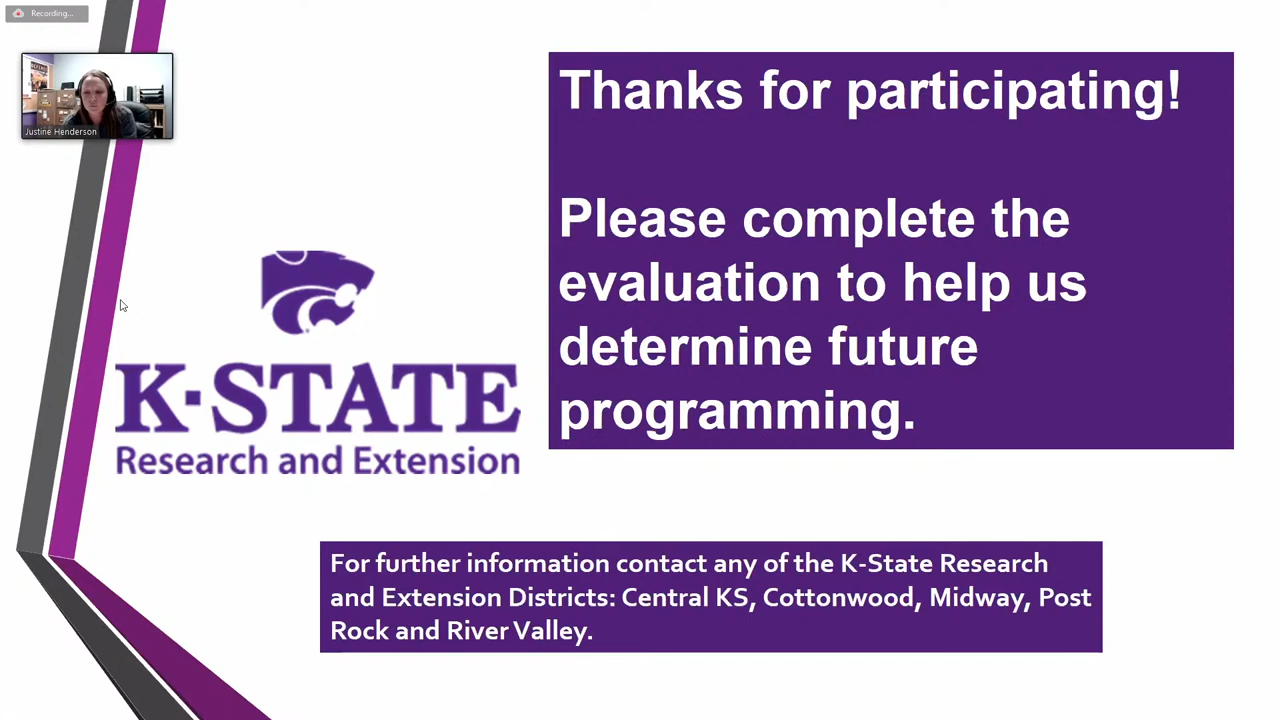 Recording...
Justine Henderson
Thanks for participating!
Please complete the
evaluation to help us
determine future
programming.
K-STATE
Research and Extension
For further information contact any of the K-State Research
and Extension Districts: Central KS, Cottonwood, Midway, Post
Rock and River Valley.